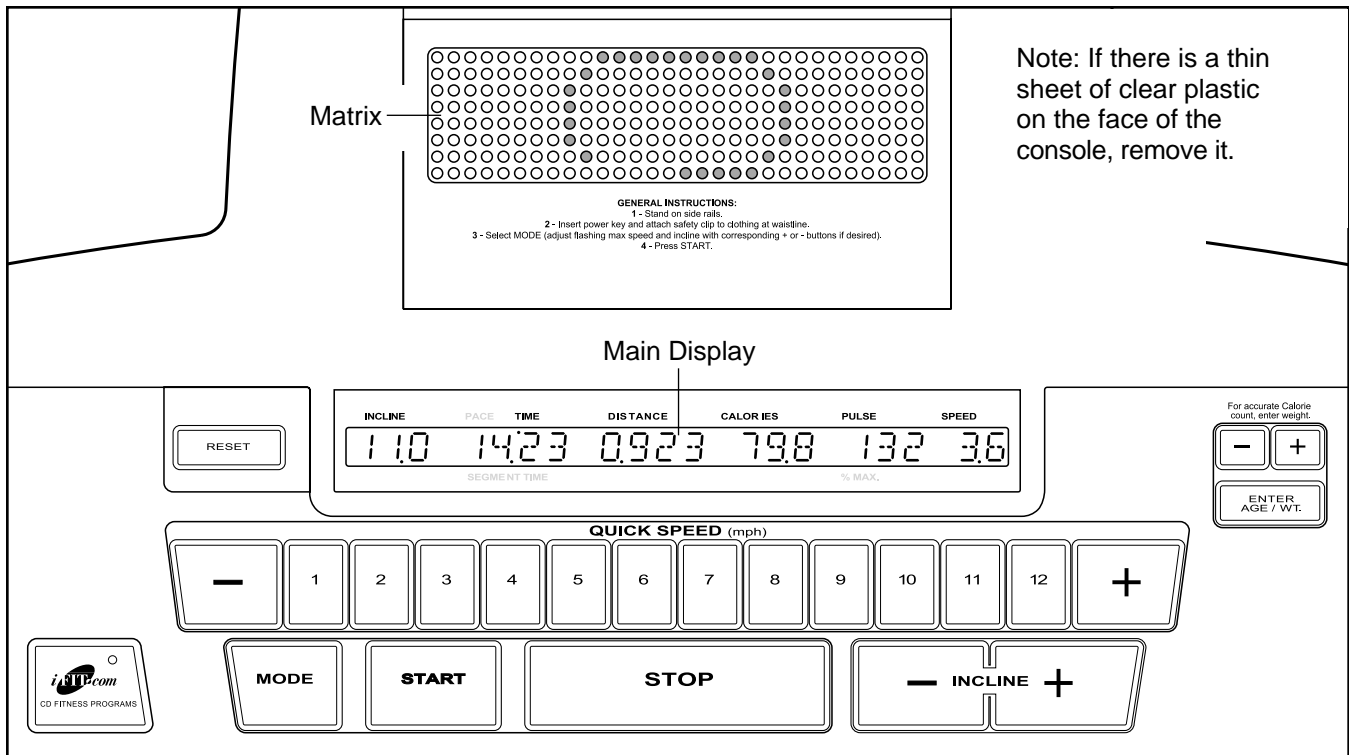 Note: If there is a thin
sheet of clear plastic
on the face of the
console, remove it.
Matrix
GENERAL INSTRUCTIONS:
1 - Stand on side rails.
2 - Insert power key and attach safety clip to clothing at waistline.
3 - Select MODE (adjust flashing max speed and incline with corresponding + or - buttons if desired).
4 - Press START.
Main Display
INCLINE PACE TIME DISTANCE CALORIES PULSE SPEED
11.0 14:23 0.923 79.8 132 3.6
SEGMENT TIME % MAX.
RESET
For accurate Calorie
count, enter weight.
- +
ENTER
AGE / WT.
QUICK SPEED (mph)
- 1 2 3 4 5 6 7 8 9 10 11 12 +
iFIT.com
CD FITNESS PROGRAMS
MODE START STOP - INCLINE +